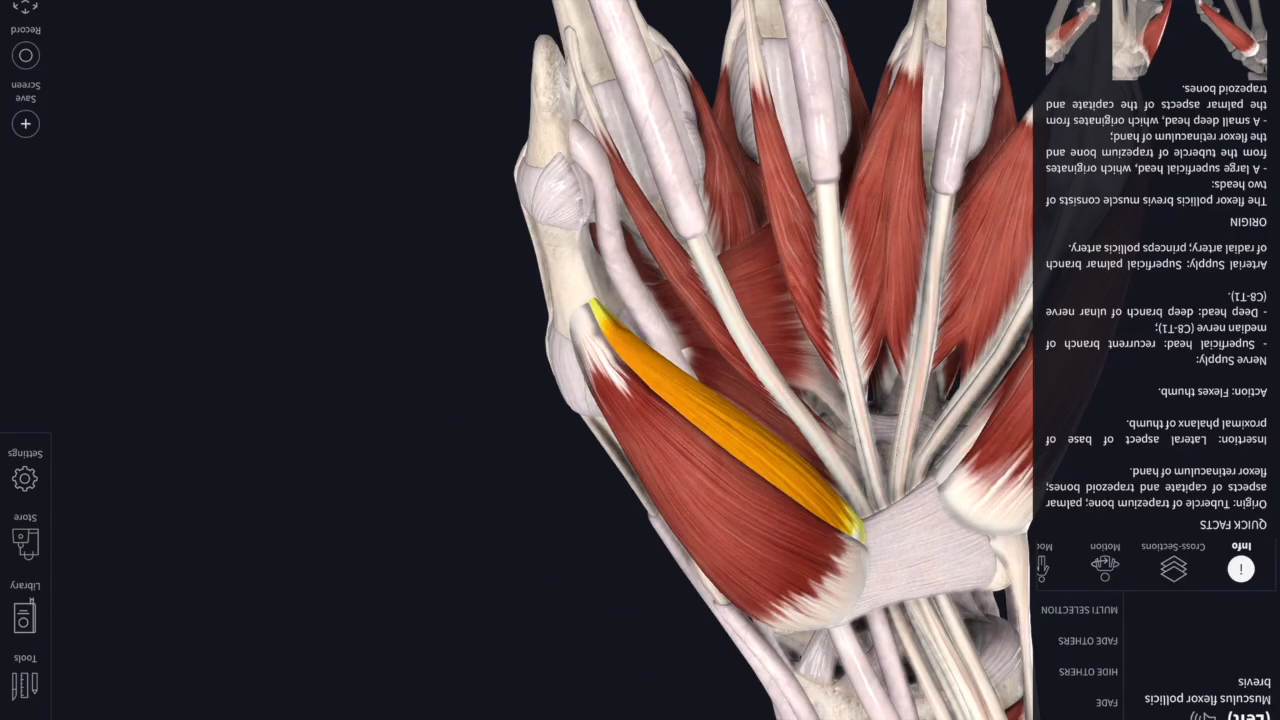 (Left)
Musculus flexor pollicis
brevis
FADE
HIDE OTHERS
FADE OTHERS
MULTI SELECTION
Info
Cross-Sections
Motion
QUICK FACTS
Origin: Tubercle of trapezium bone; palmar
aspects of capitate and trapezoid bones;
flexor retinaculum of hand.
Insertion: Lateral aspect of base of
proximal phalanx of thumb.
Action: Flexes thumb.
Nerve Supply:
- Superficial head: recurrent branch of
median nerve (C8-T1);
- Deep head: deep branch of ulnar nerve
(C8-T1).
Arterial Supply: Superficial palmar branch
of radial artery; princeps pollicis artery.
ORIGIN
The flexor pollicis brevis muscle consists of
two heads:
- A large superficial head, which originates
from the tubercle of trapezium bone and
the flexor retinaculum of hand;
- A small deep head, which originates from
the palmar aspects of the capitate and
trapezoid bones.
Tools
Library
Store
Settings
Save
Screen
Record